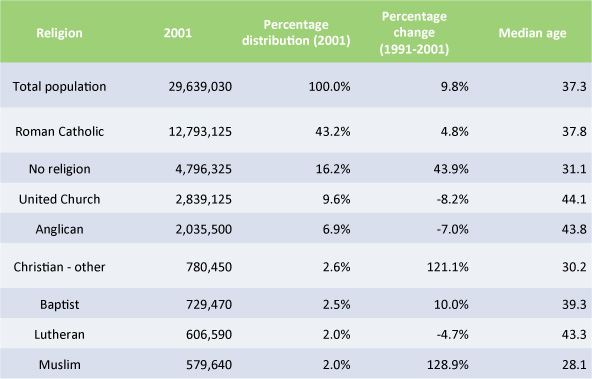 Religion 2001 Percentage distribution (2001) Percentage change (1991-2001) Median age
Total population 29,639,030 100.0% 9.8% 37.3
Roman Catholic 12,793,125 43.2% 4.8% 37.8
No religion 4,796,325 16.2% 43.9% 31.1
United Church 2,839,125 9.6% -8.2% 44.1
Anglican 2,035,500 6.9% -7.0% 43.8
Christian - other 780,450 2.6% 121.1% 30.2
Baptist 729,470 2.5% 10.0% 39.3
Lutheran 606,590 2.0% -4.7% 43.3
Muslim 579,640 2.0% 128.9% 28.1